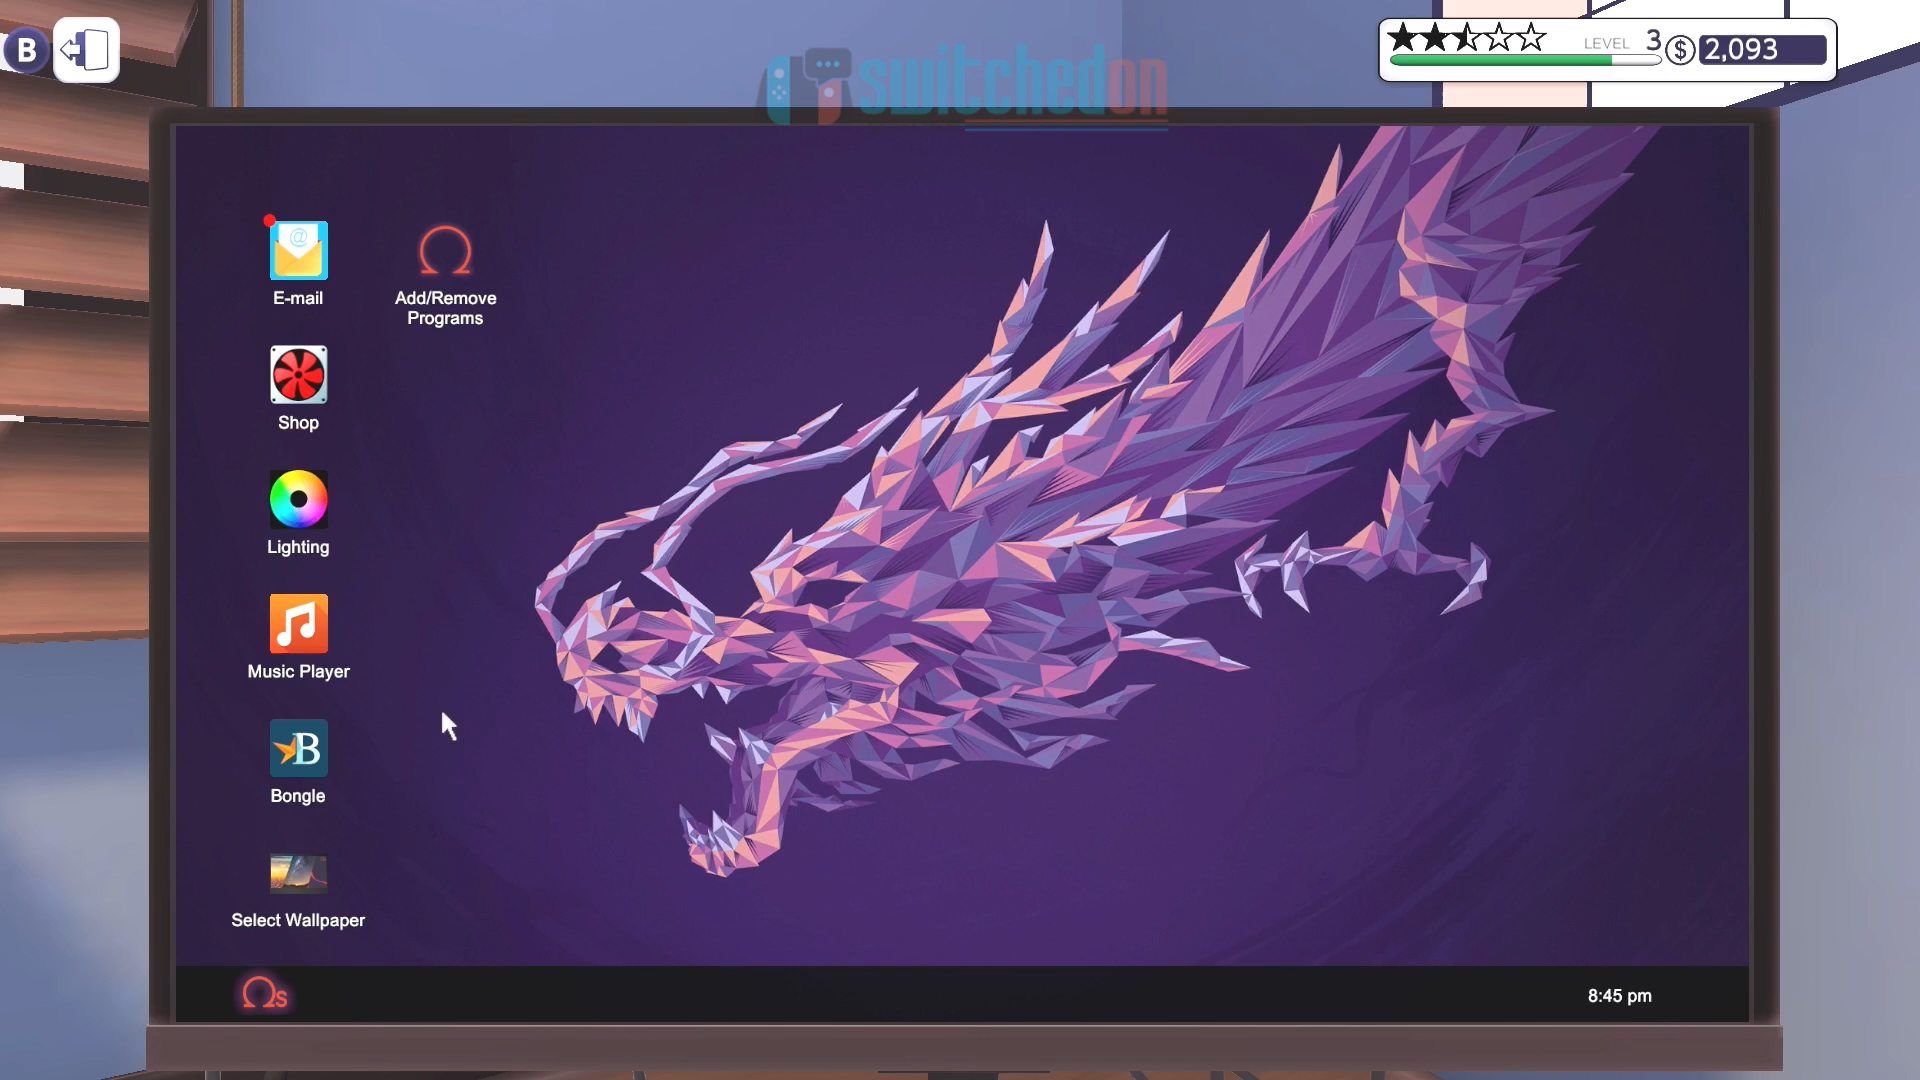 B
switchedon
LEVEL 3
$ 2,093
@
E-mail
Add/Remove
Programs
Shop
Lighting
Music Player
B
Bongle
Select Wallpaper
Ωs
8:45 pm